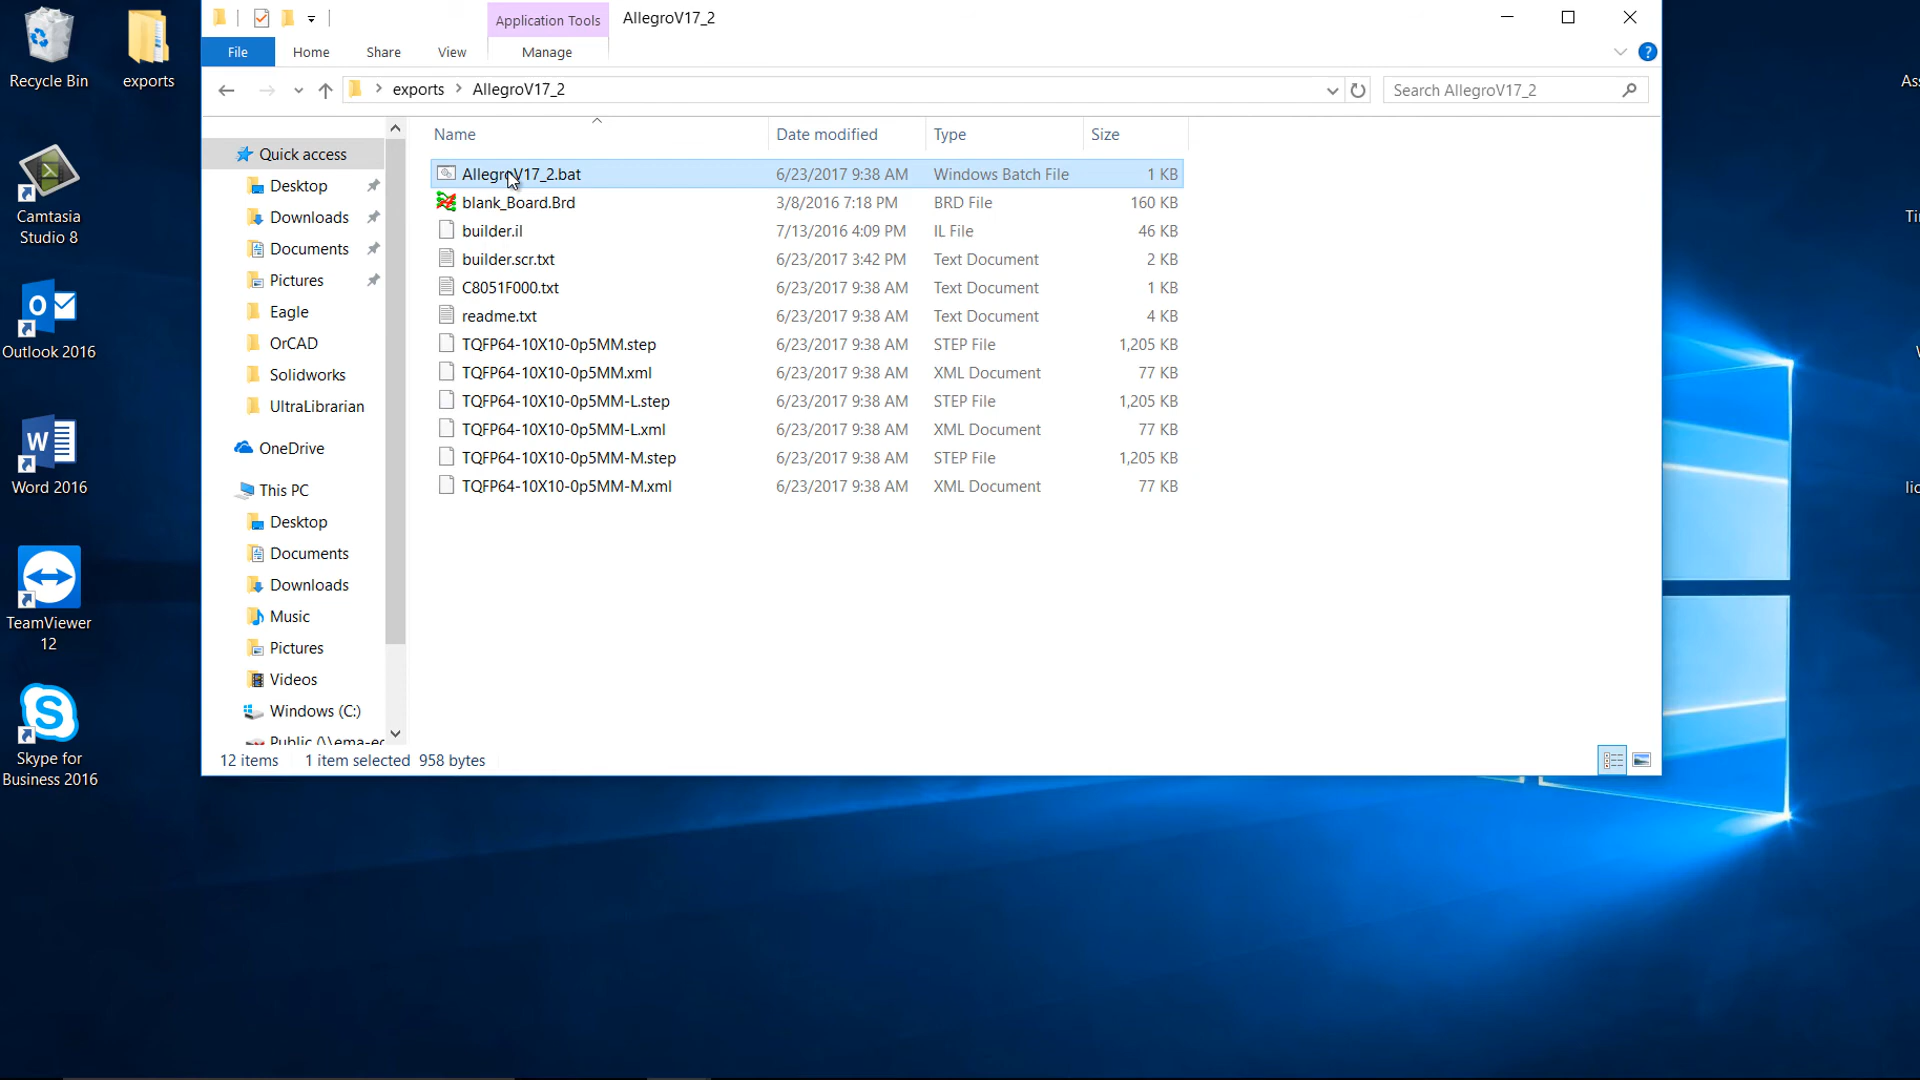 Application Tools
AllegroV17_2
File
Home
Share
View
Manage
exports
AllegroV17_2
Search AllegroV17_2
Name
Date modified
Type
Size
AllegroV17_2.bat 6/23/2017 9:38 AM Windows Batch File 1 KB
blank_Board.Brd 3/8/2016 7:18 PM BRD File 160 KB
builder.il 7/13/2016 4:09 PM IL File 46 KB
builder.scr.txt 6/23/2017 3:42 PM Text Document 2 KB
C8051F000.txt 6/23/2017 9:38 AM Text Document 1 KB
readme.txt 6/23/2017 9:38 AM Text Document 4 KB
TQFP64-10X10-0p5MM.step 6/23/2017 9:38 AM STEP File 1,205 KB
TQFP64-10X10-0p5MM.xml 6/23/2017 9:38 AM XML Document 77 KB
TQFP64-10X10-0p5MM-L.step 6/23/2017 9:38 AM STEP File 1,205 KB
TQFP64-10X10-0p5MM-L.xml 6/23/2017 9:38 AM XML Document 77 KB
TQFP64-10X10-0p5MM-M.step 6/23/2017 9:38 AM STEP File 1,205 KB
TQFP64-10X10-0p5MM-M.xml 6/23/2017 9:38 AM XML Document 77 KB
Quick access
Desktop
Downloads
Documents
Pictures
Eagle
OrCAD
Solidworks
UltraLibrarian
OneDrive
This PC
Desktop
Documents
Downloads
Music
Pictures
Videos
Windows (C:)
12 items 1 item selected 958 bytes
Recycle Bin
exports
Camtasia
Studio 8
Outlook 2016
Word 2016
TeamViewer
12
Skype for
Business 2016